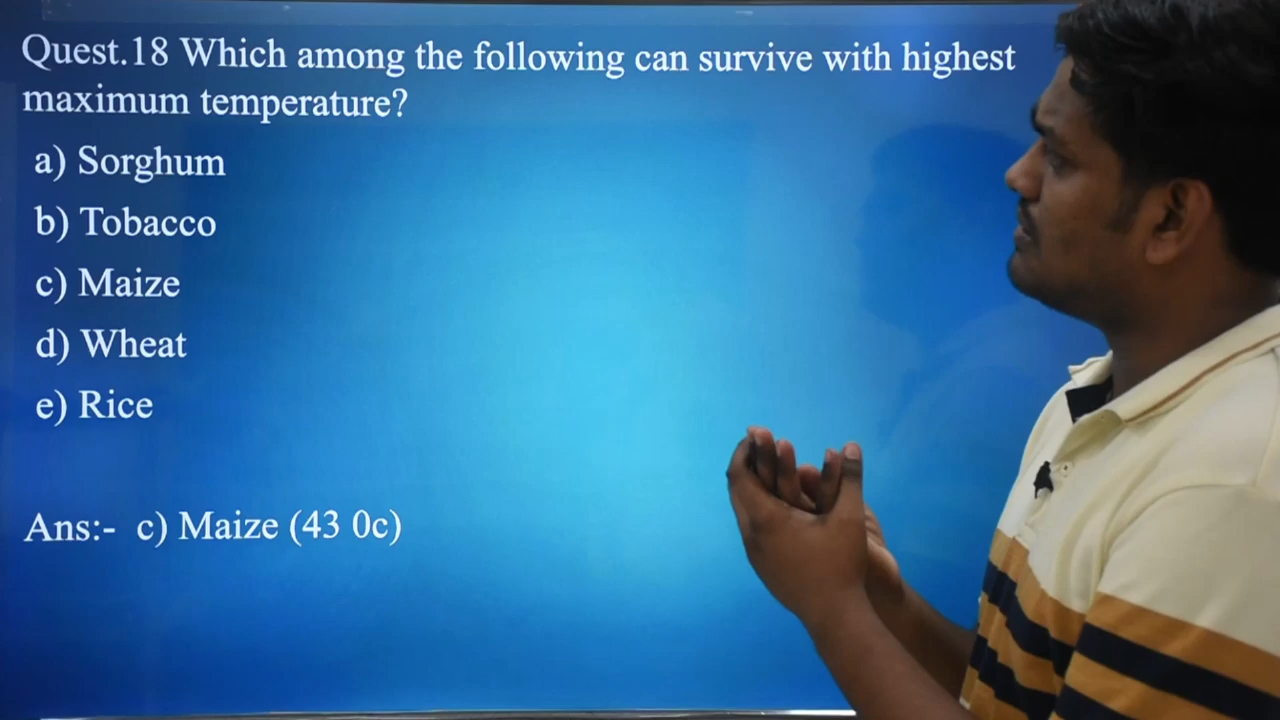 Quest.18 Which among the following can survive with highest
maximum temperature?
a) Sorghum
b) Tobacco
c) Maize
d) Wheat
e) Rice
Ans:- c) Maize (43 0c)